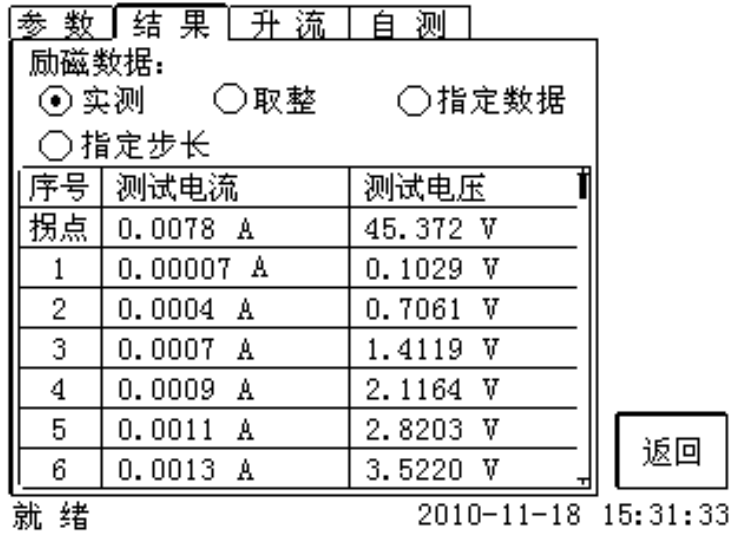 参 数 结 果 升 流 自 测
励磁数据：
实测 取整 指定数据
指定步长
序号 测试电流 测试电压
拐点 0.0078 A 45.372 V
1 0.00007 A 0.1029 V
2 0.0004 A 0.7061 V
3 0.0007 A 1.4119 V
4 0.0009 A 2.1164 V
5 0.0011 A 2.8203 V
6 0.0013 A 3.5220 V
返回
就 绪 2010-11-18 15:31:33